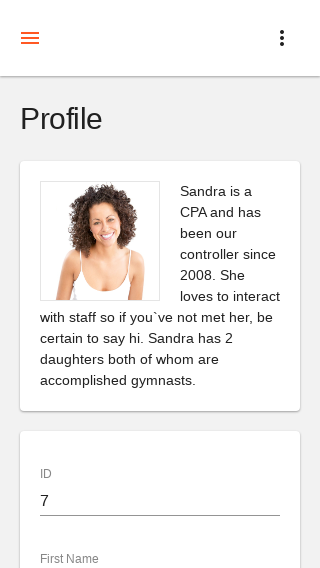 Profile
Sandra is a
CPA and has
been our
controller since
2008. She
loves to interact
with staff so if you`ve not met her, be
certain to say hi. Sandra has 2
daughters both of whom are
accomplished gymnasts.
ID
7
First Name